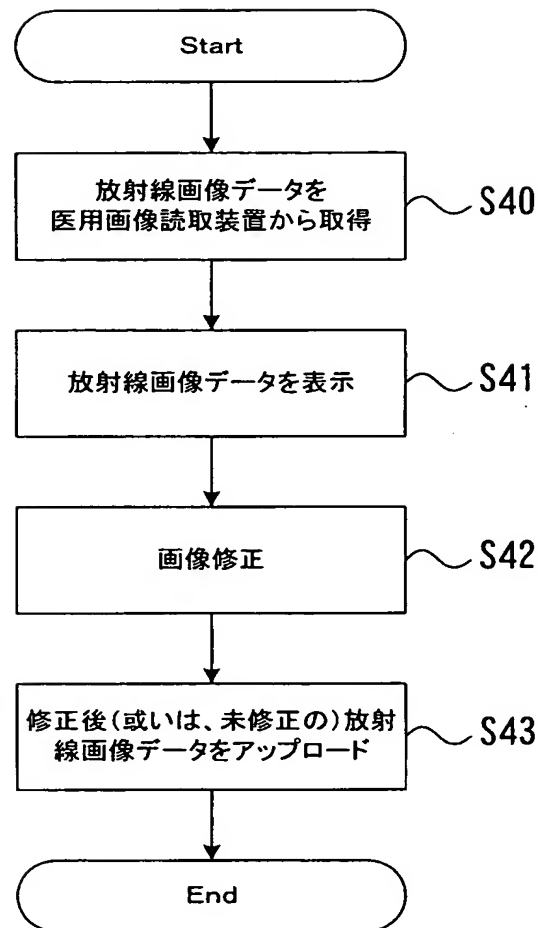 Start
放射線画像データを
医用画像読取装置から取得
S40
放射線画像データを表示
S41
画像修正
S42
修正後(或いは、未修正の)放射
線画像データをアップロード
S43
End